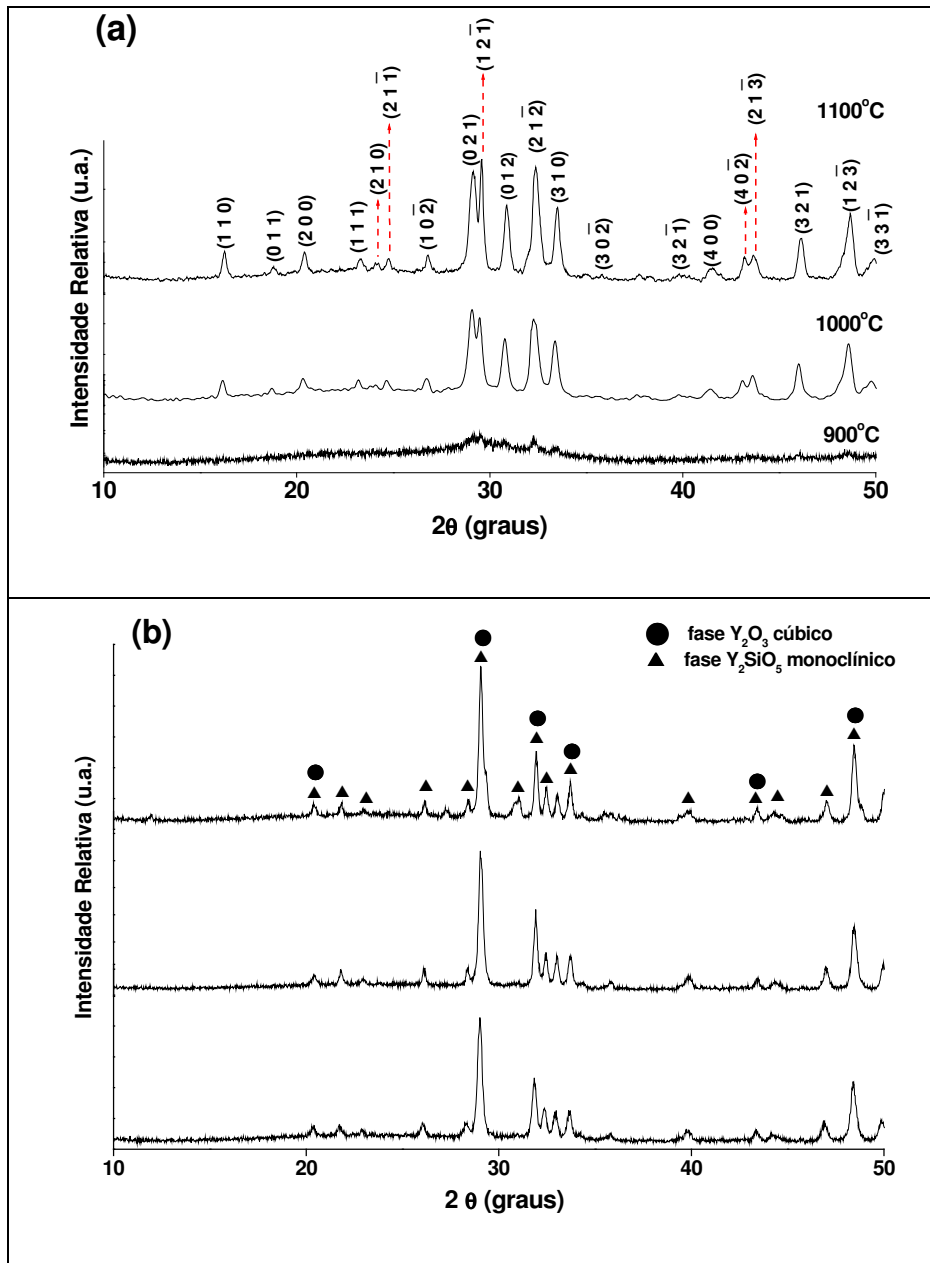 (a)
Intensidade Relativa (u.a.)
(1 1 0)
(0 1 1)
(2 0 0)
(1 1 1)
(2 1 0)
(2 1 1̅)
(1 0 2̅)
(0 2 1)
(1 2̅ 1)
(0 1 2)
(2 1̅ 2)
(3 1 0)
(3 0̅ 2)
(3 2̅ 1)
(4 0 0)
(4 0̅ 2)
(2 1 3̅)
(3 2 1)
(1 2̅ 3)
(3 3̅ 1)
1100°C
1000°C
900°C
10
20
30
40
50
2θ (graus)
(b)
fase Y₂O₃ cúbico
fase Y₂SiO₅ monoclínico
Intensidade Relativa (u.a.)
10
20
30
40
50
2 θ (graus)